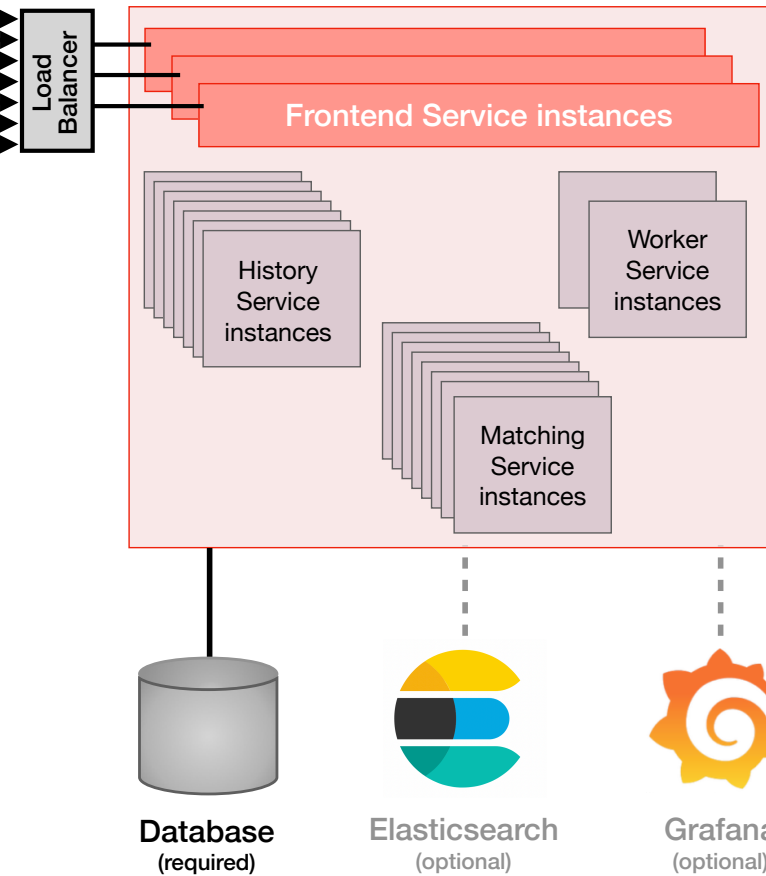 Load
Balancer
Frontend Service instances
History
Service
instances
Worker
Service
instances
Matching
Service
instances
Database
(required)
Elasticsearch
(optional)
Grafana
(optional)